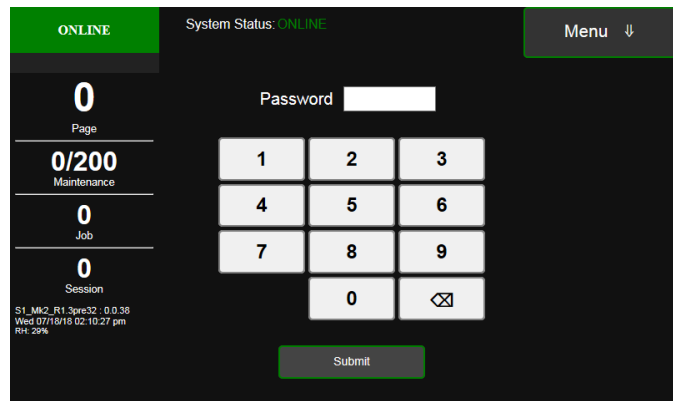 ONLINE
System Status: ONLINE
Menu ⇓
0
Page
0/200
Maintenance
0
Job
0
Session
S1_Mk2_R1.3pre32 : 0.0.38
Wed 07/18/18 02:10:27 pm
RH: 29%
Password
1 2 3
4 5 6
7 8 9
0 ⌫
Submit